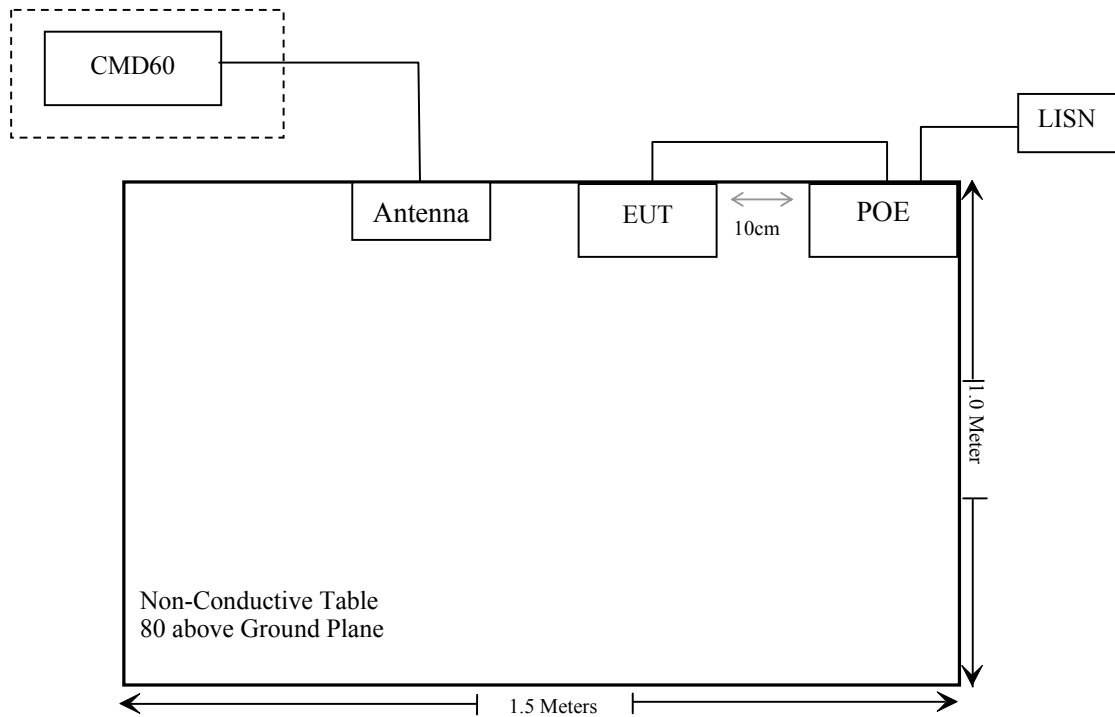 CMD60
LISN
Antenna
EUT
10cm
POE
1.0 Meter
Non-Conductive Table
80 above Ground Plane
1.5 Meters